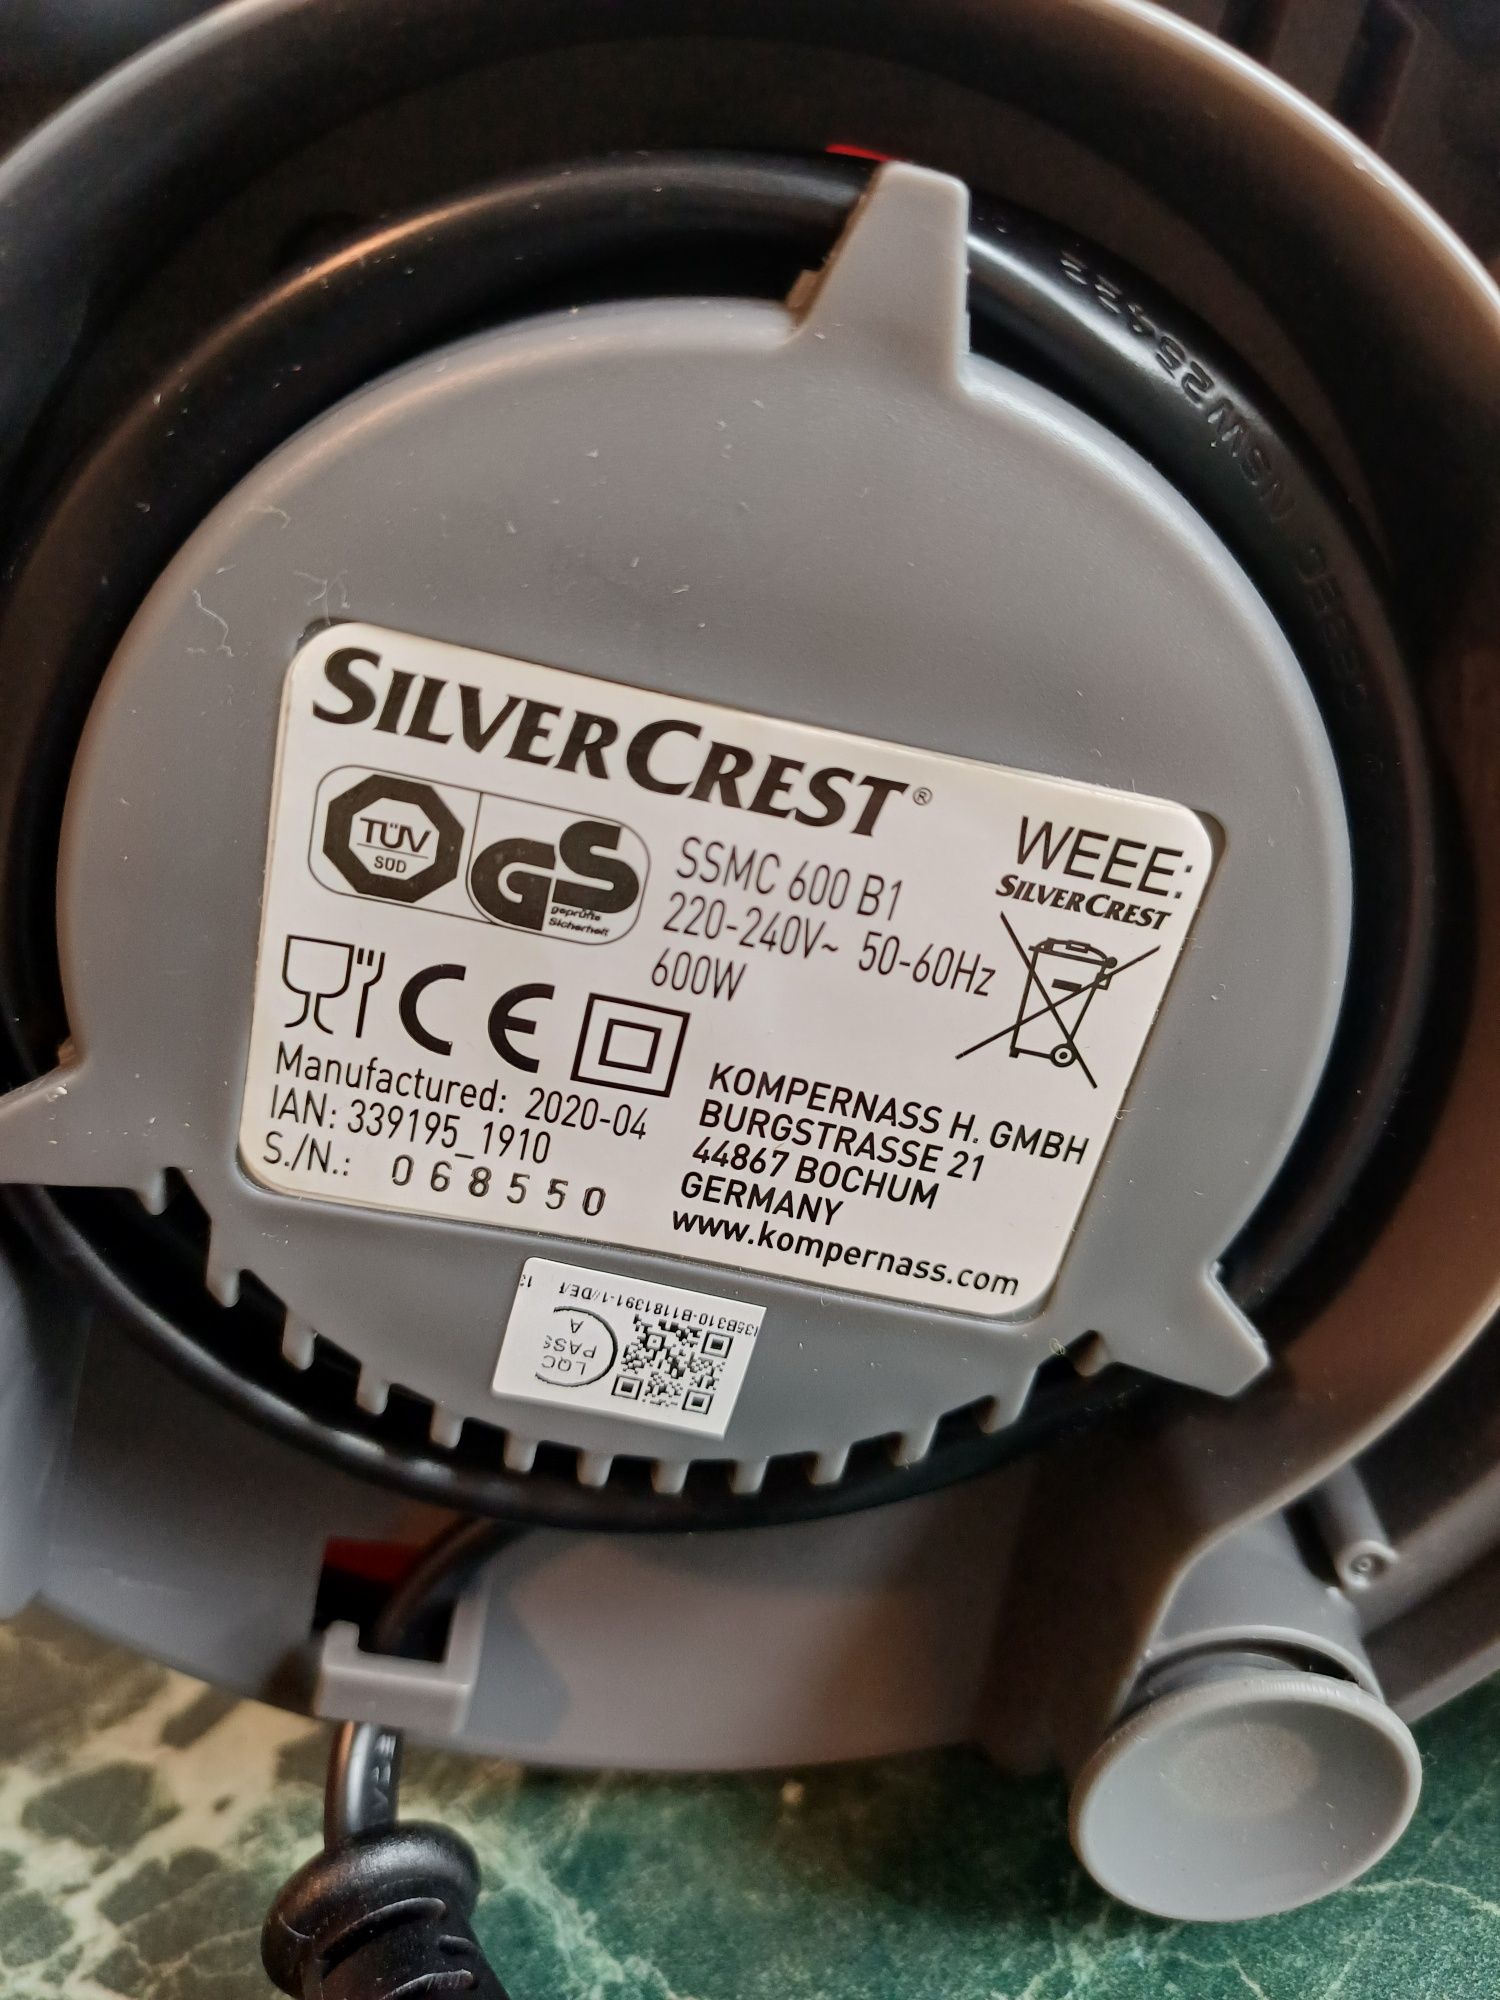 SILVERCREST®
TÜV
SÜD
GS
geprüfte
Sicherheit
SSMC 600 B1
220-240V~ 50-60Hz
600W
WEEE:
SILVERCREST
CE
Manufactured: 2020-04
IAN: 339195_1910
S./N.: 068550
KOMPERNASS H. GMBH
BURGSTRASSE 21
44867 BOCHUM
GERMANY
www.kompernass.com
LQC
PASS
A